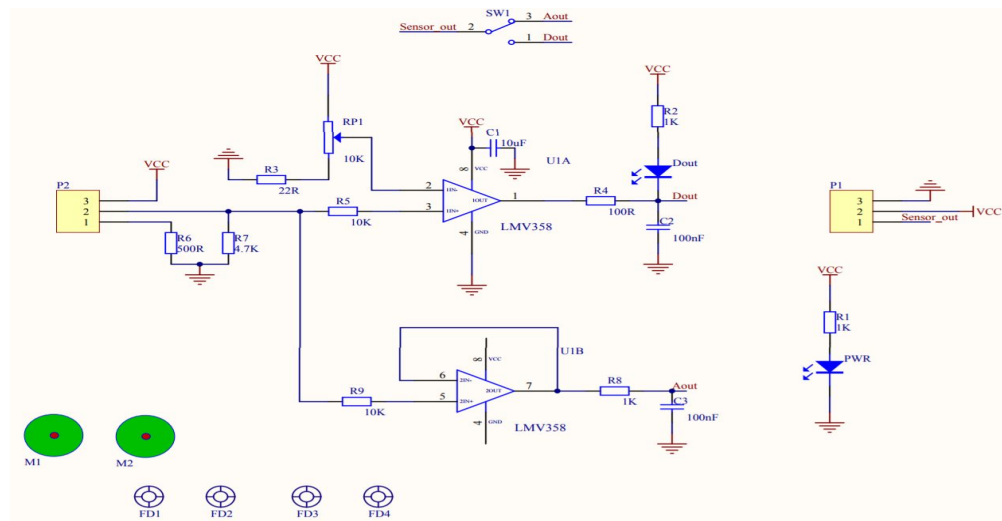 SW1
Sensor_out 2 3 Aout
1 Dout
VCC
RP1
10K
R3
22R
VCC
P2
3
2
1
R6
500R
R7
4.7K
R5
10K
VCC
C1
10uF
U1A
8
VCC
2 1IN-
1OUT 1
3 1IN+
4
GND
LMV358
R4
100R
VCC
R2
1K
Dout
Dout
C2
100nF
P1
3
2
1
VCC
Sensor_out
VCC
R1
1K
PWR
U1B
8
VCC
6 2IN-
2OUT 7
5 2IN+
4
GND
LMV358
R9
10K
R8
1K
Aout
C3
100nF
M1
M2
FD1 FD2 FD3 FD4